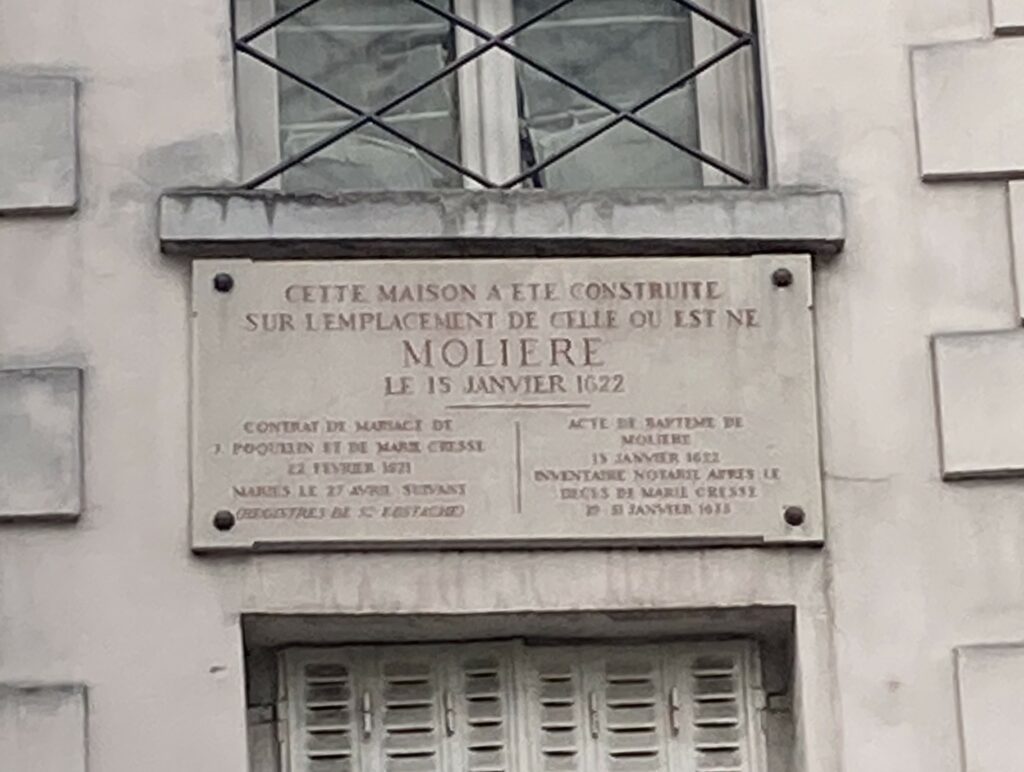 CETTE MAISON A ETE CONSTRUITE
SUR L'EMPLACEMENT DE CELLE OU EST NE
MOLIERE
LE 15 JANVIER 1622
CONTRAT DE MARIAGE DE
J. POQUELIN ET DE MARIE CRESSE
22 FEVRIER 1621
MARIES LE 27 AVRIL SUIVANT
(REGISTRES DE ST EUSTACHE)
ACTE DE BAPTEME DE
MOLIERE
15 JANVIER 1622
INVENTAIRE NOTARIE APRES LE
DECES DE MARIE CRESSE
JANVIER 1633